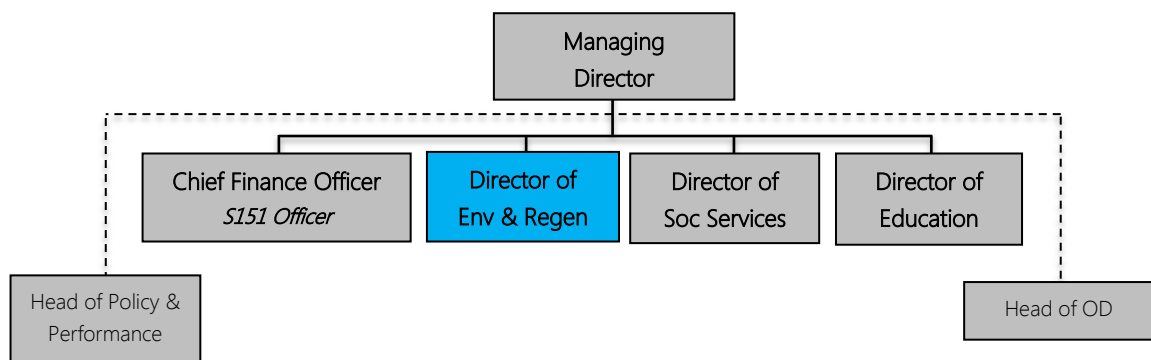 Managing
Director
Chief Finance Officer
S151 Officer
Director of
Env & Regen
Director of
Soc Services
Director of
Education
Head of Policy &
Performance
Head of OD